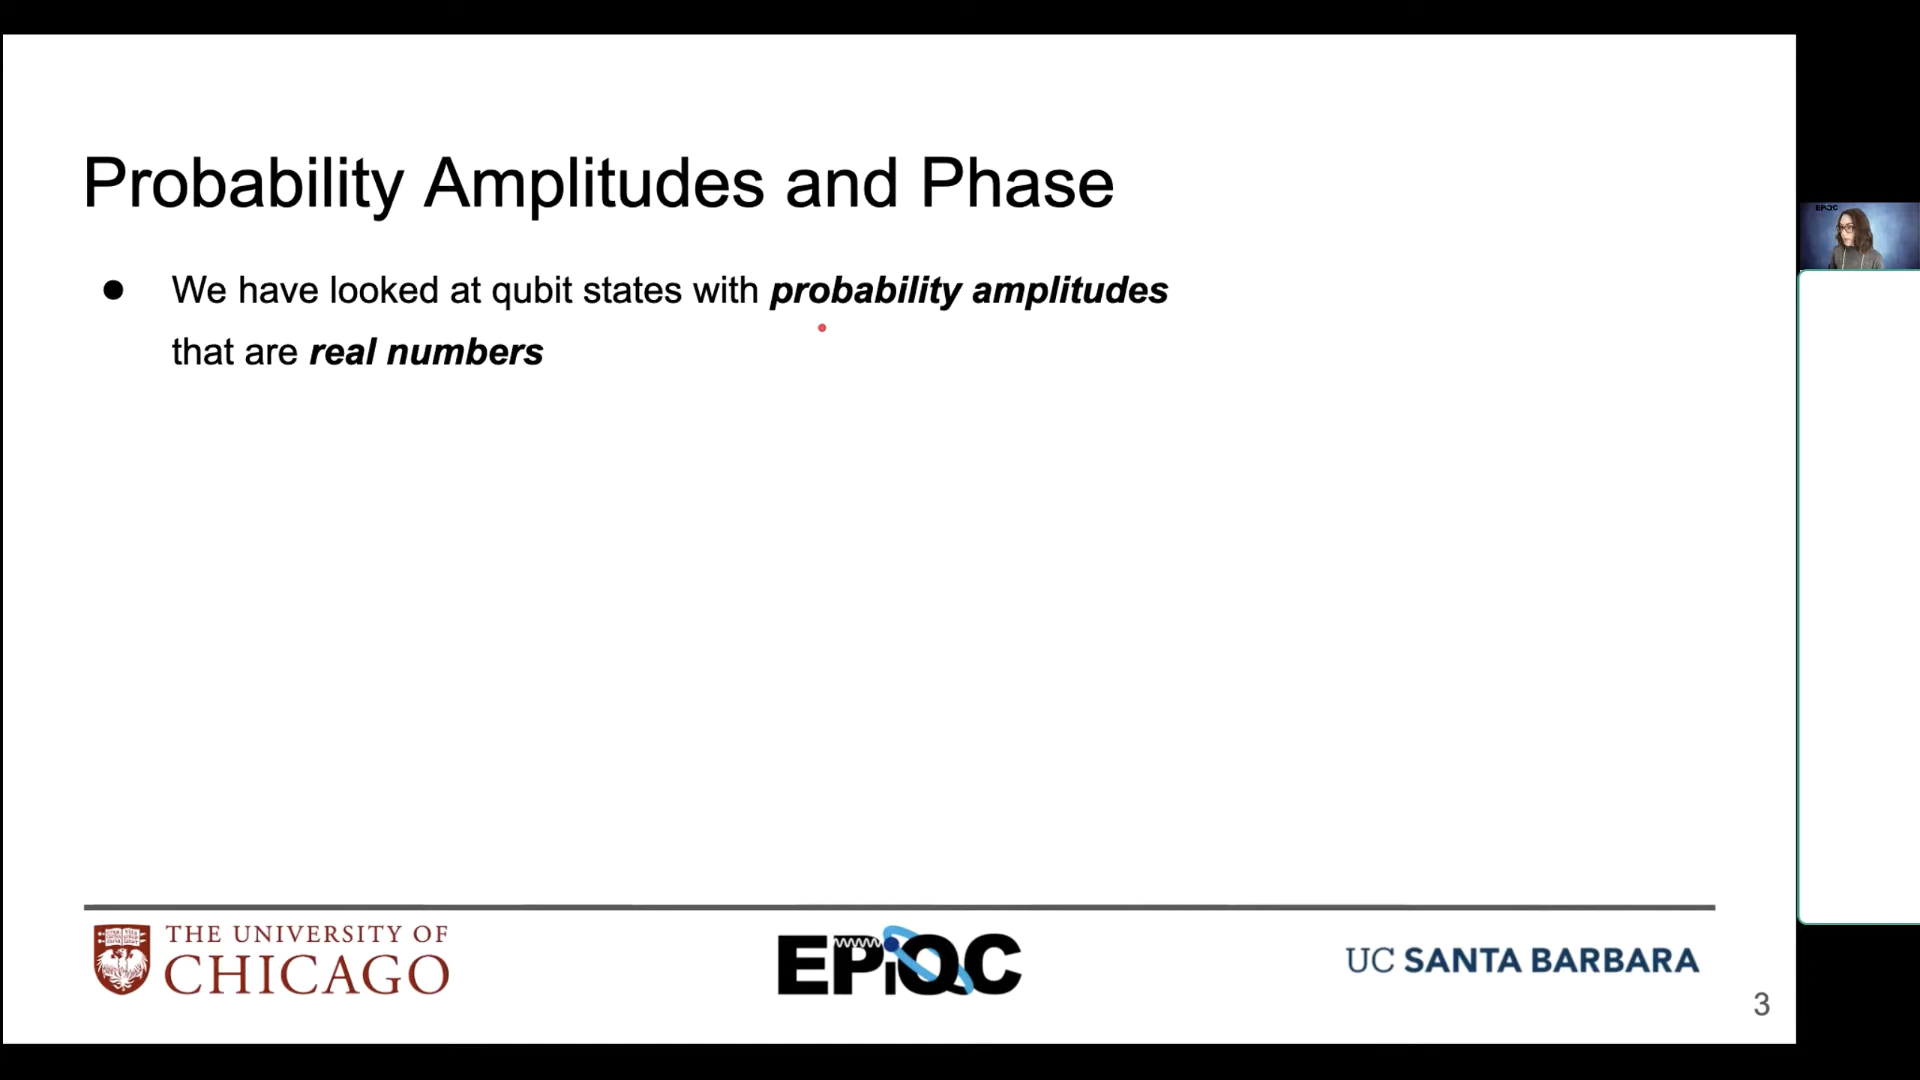 Probability Amplitudes and Phase
● We have looked at qubit states with probability amplitudes
that are real numbers
EPiQC
THE UNIVERSITY OF
CHICAGO
EPiQC
UC SANTA BARBARA
3